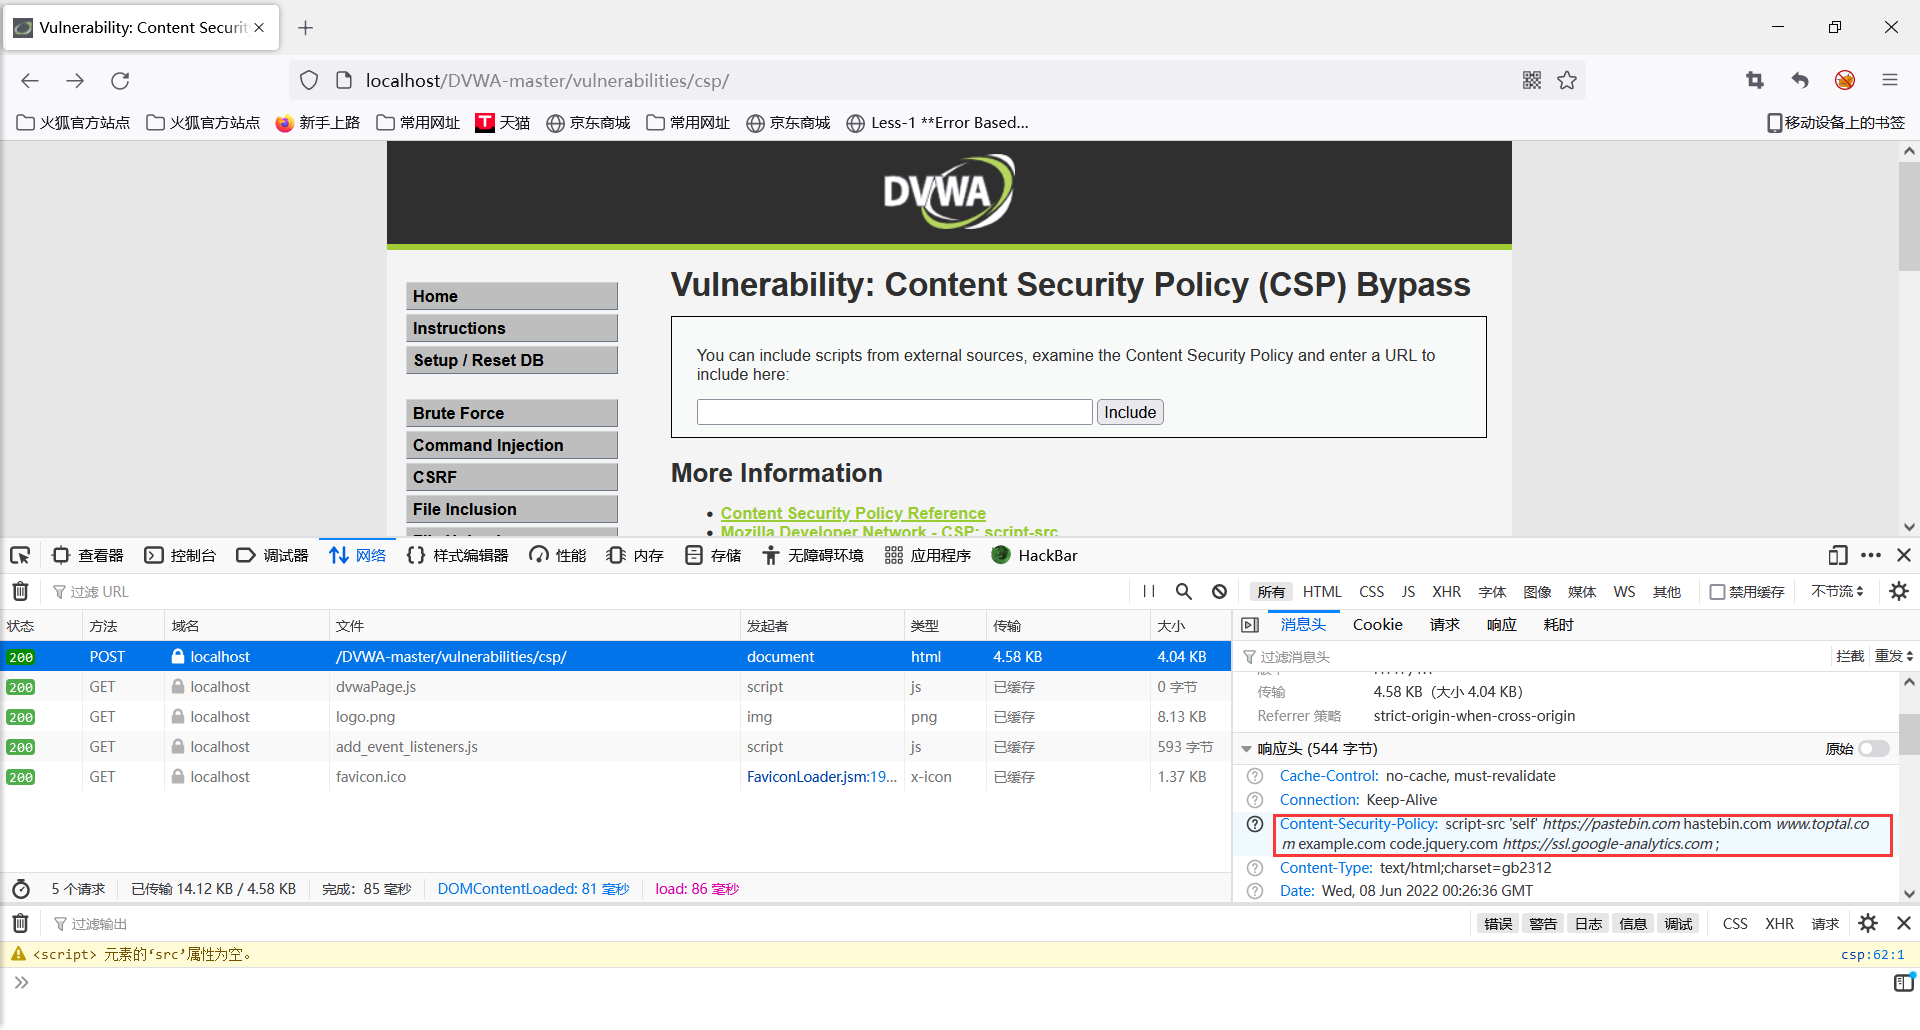 Vulnerability: Content Securit
localhost/DVWA-master/vulnerabilities/csp/
火狐官方站点 火狐官方站点 新手上路 常用网址 天猫 京东商城 常用网址 京东商城 Less-1 **Error Based... 移动设备上的书签
DVWA
Vulnerability: Content Security Policy (CSP) Bypass
Home
Instructions
Setup / Reset DB
Brute Force
Command Injection
CSRF
File Inclusion
You can include scripts from external sources, examine the Content Security Policy and enter a URL to
include here:
Include
More Information
Content Security Policy Reference
Mozilla Developer Network - CSP: script-src
查看器 控制台 调试器 网络 样式编辑器 性能 内存 存储 无障碍环境 应用程序 HackBar
过滤 URL 所有 HTML CSS JS XHR 字体 图像 媒体 WS 其他 禁用缓存 不节流
状态 方法 域名 文件 发起者 类型 传输 大小
200 POST localhost /DVWA-master/vulnerabilities/csp/ document html 4.58 KB 4.04 KB
200 GET localhost dvwaPage.js script js 已缓存 0 字节
200 GET localhost logo.png img png 已缓存 8.13 KB
200 GET localhost add_event_listeners.js script js 已缓存 593 字节
200 GET localhost favicon.ico FaviconLoader.jsm:19... x-icon 已缓存 1.37 KB
消息头 Cookie 请求 响应 耗时
过滤消息头 拦截 重发
传输 4.58 KB（大小 4.04 KB）
Referrer 策略 strict-origin-when-cross-origin
响应头 (544 字节) 原始
Cache-Control: no-cache, must-revalidate
Connection: Keep-Alive
Content-Security-Policy: script-src 'self' https://pastebin.com hastebin.com www.toptal.co
m example.com code.jquery.com https://ssl.google-analytics.com ;
Content-Type: text/html;charset=gb2312
Date: Wed, 08 Jun 2022 00:26:36 GMT
5 个请求 已传输 14.12 KB / 4.58 KB 完成：85 毫秒 DOMContentLoaded: 81 毫秒 load: 86 毫秒
过滤输出 错误 警告 日志 信息 调试 CSS XHR 请求
<script> 元素的‘src’属性为空。 csp:62:1